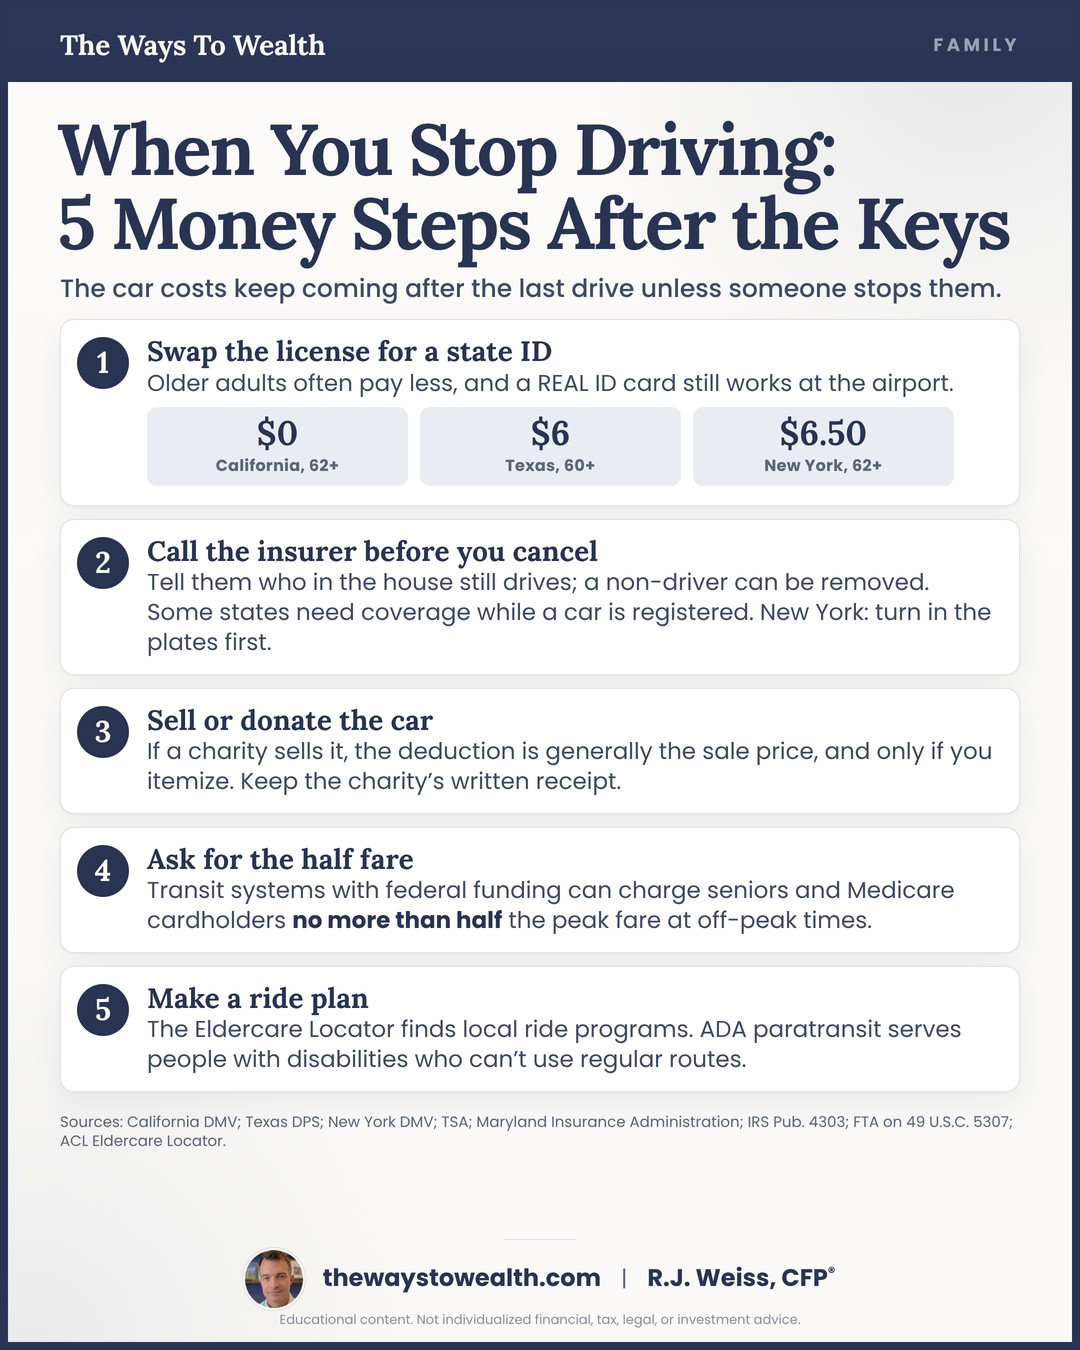 The Ways To Wealth
FAMILY
When You Stop Driving:
5 Money Steps After the Keys
The car costs keep coming after the last drive unless someone stops them.
1
Swap the license for a state ID
Older adults often pay less, and a REAL ID card still works at the airport.
$0
California, 62+
$6
Texas, 60+
$6.50
New York, 62+
2
Call the insurer before you cancel
Tell them who in the house still drives; a non-driver can be removed.
Some states need coverage while a car is registered. New York: turn in the
plates first.
3
Sell or donate the car
If a charity sells it, the deduction is generally the sale price, and only if you
itemize. Keep the charity’s written receipt.
4
Ask for the half fare
Transit systems with federal funding can charge seniors and Medicare
cardholders no more than half the peak fare at off-peak times.
5
Make a ride plan
The Eldercare Locator finds local ride programs. ADA paratransit serves
people with disabilities who can’t use regular routes.
Sources: California DMV; Texas DPS; New York DMV; TSA; Maryland Insurance Administration; IRS Pub. 4303; FTA on 49 U.S.C. 5307;
ACL Eldercare Locator.
thewaystowealth.com | R.J. Weiss, CFP®
Educational content. Not individualized financial, tax, legal, or investment advice.